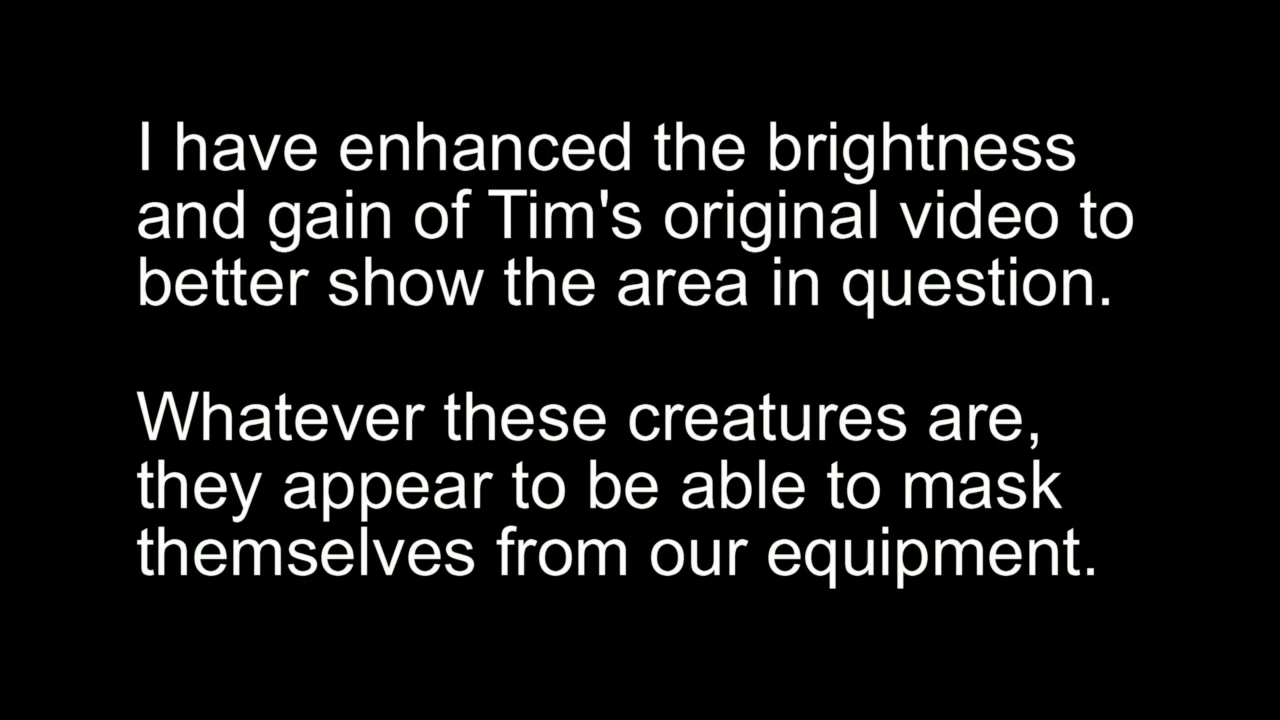 I have enhanced the brightness
and gain of Tim's original video to
better show the area in question.
Whatever these creatures are,
they appear to be able to mask
themselves from our equipment.